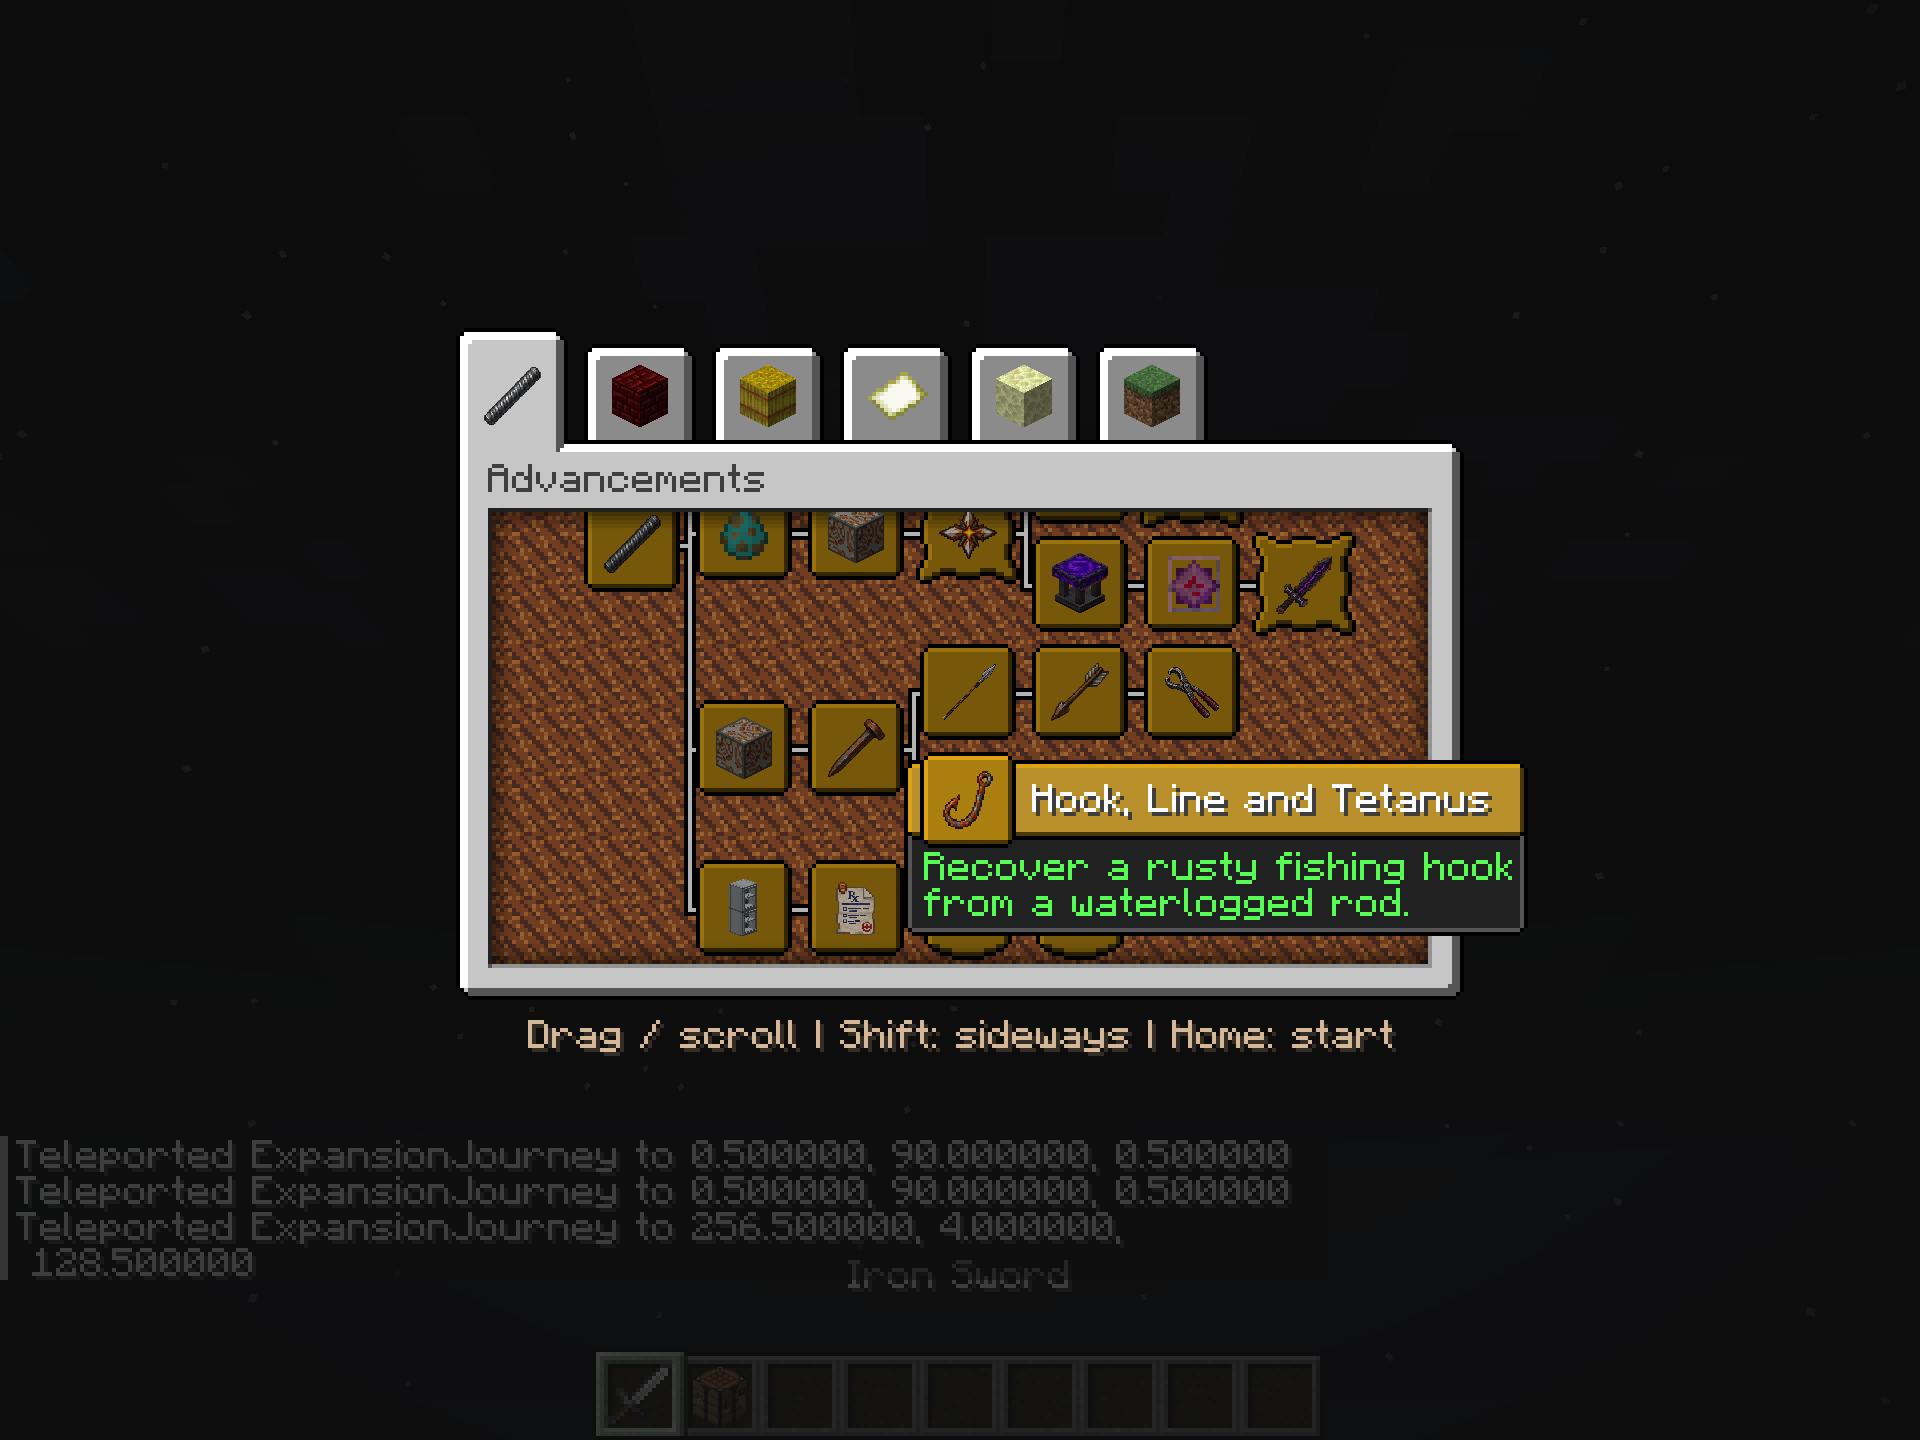 Advancements
Hook, Line and Tetanus
Recover a rusty fishing hook
from a waterlogged rod.
Drag / scroll | Shift: sideways | Home: start
Teleported ExpansionJourney to 0.500000, 90.000000, 0.500000
Teleported ExpansionJourney to 0.500000, 90.000000, 0.500000
Teleported ExpansionJourney to 256.500000, 4.000000,
128.500000
Iron Sword